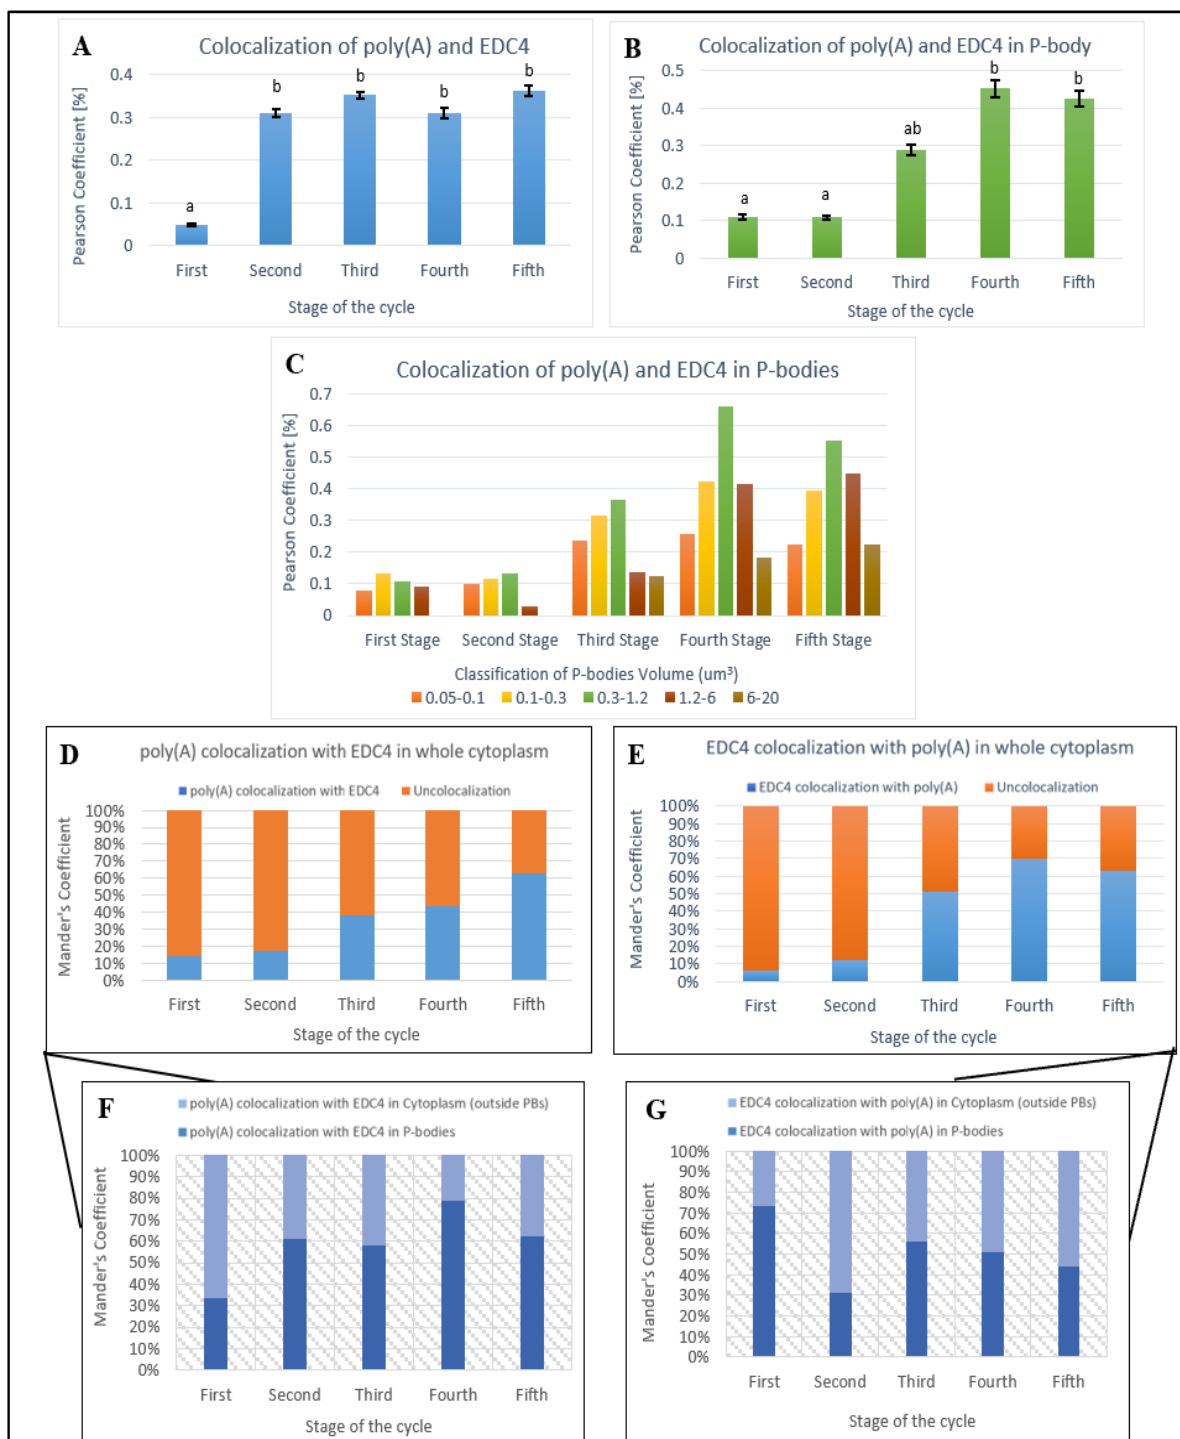 A
Colocalization of poly(A) and EDC4
Pearson Coefficient [%]
0.4
0.3
0.2
0.1
0
a
b
b
b
b
First Second Third Fourth Fifth
Stage of the cycle
B
Colocalization of poly(A) and EDC4 in P-body
Pearson Coefficient [%]
0.5
0.4
0.3
0.2
0.1
0
a
a
ab
b
b
First Second Third Fourth Fifth
Stage of the cycle
C
Colocalization of poly(A) and EDC4 in P-bodies
Pearson Coefficient [%]
0.7
0.6
0.5
0.4
0.3
0.2
0.1
0
First Stage Second Stage Third Stage Fourth Stage Fifth Stage
Classification of P-bodies Volume (um³)
0.05-0.1 0.1-0.3 0.3-1.2 1.2-6 6-20
D
poly(A) colocalization with EDC4 in whole cytoplasm
poly(A) colocalization with EDC4 Uncolocalization
Mander's Coefficient
100%
90%
80%
70%
60%
50%
40%
30%
20%
10%
0%
First Second Third Fourth Fifth
Stage of the cycle
E
EDC4 colocalization with poly(A) in whole cytoplasm
EDC4 colocalization with poly(A) Uncolocalization
Mander's Coefficient
100%
90%
80%
70%
60%
50%
40%
30%
20%
10%
0%
First Second Third Fourth Fifth
Stage of the cycle
F
poly(A) colocalization with EDC4 in Cytoplasm (outside PBs)
poly(A) colocalization with EDC4 in P-bodies
Mander's Coefficient
100%
90%
80%
70%
60%
50%
40%
30%
20%
10%
0%
First Second Third Fourth Fifth
Stage of the cycle
G
EDC4 colocalization with poly(A) in Cytoplasm (outside PBs)
EDC4 colocalization with poly(A) in P-bodies
Mander's Coefficient
100%
90%
80%
70%
60%
50%
40%
30%
20%
10%
0%
First Second Third Fourth Fifth
Stage of the cycle